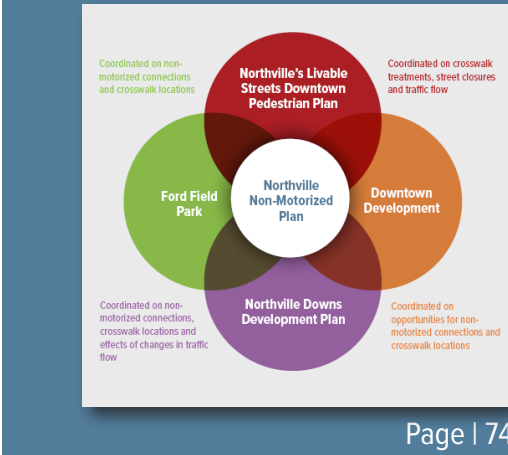 Coordinated on non-
motorized connections
and crosswalk locations
Northville's Livable
Streets Downtown
Pedestrian Plan
Coordinated on crosswalk
treatments, street closures
and traffic flow
Ford Field
Park
Northville
Non-Motorized
Plan
Downtown
Development
Coordinated on non-
motorized connections,
crosswalk locations and
effects of changes in traffic
flow
Northville Downs
Development Plan
Coordinated on
opportunities for non-
motorized connections and
crosswalk locations
Page | 74